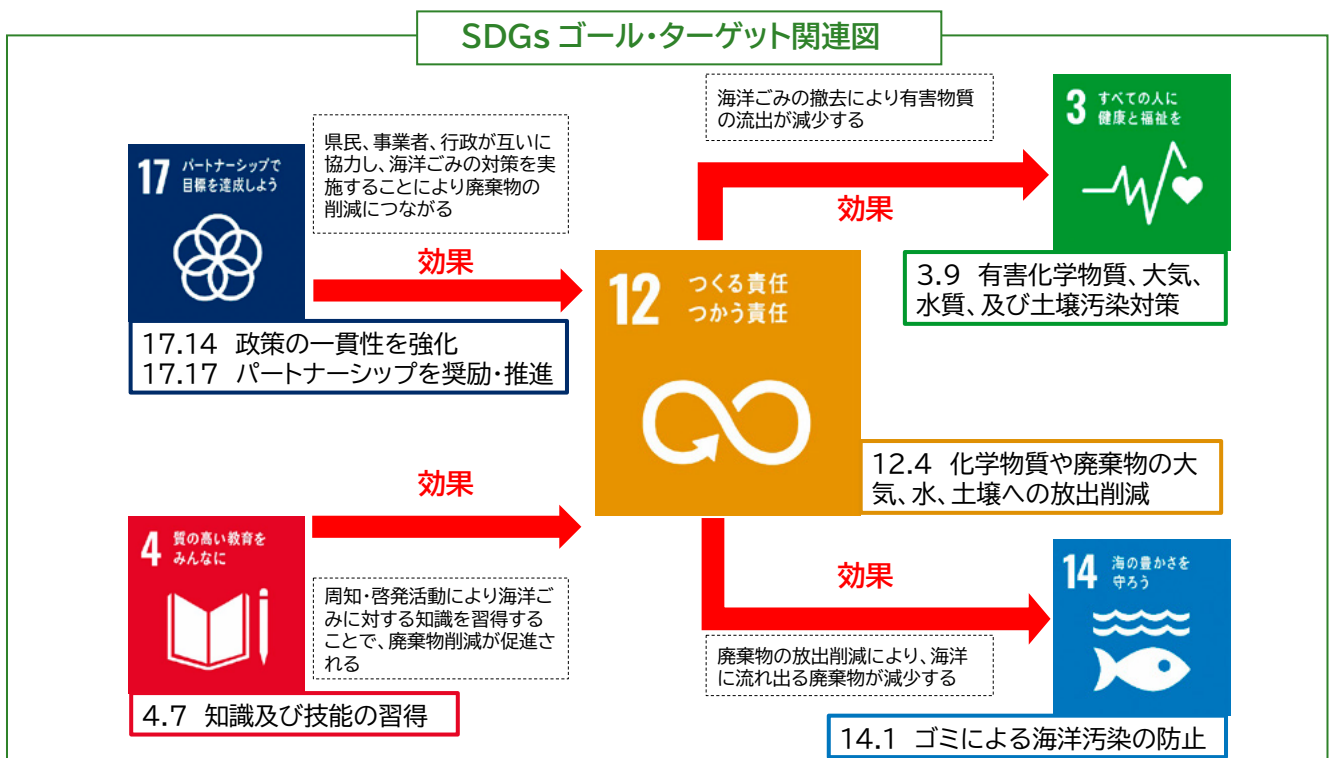 SDGs ゴール・ターゲット関連図
17 パートナーシップで
目標を達成しよう
県民、事業者、行政が互いに
協力し、海洋ごみの対策を実
施することにより廃棄物の
削減につながる
効果
17.14 政策の一貫性を強化
17.17 パートナーシップを奨励・推進
4 質の高い教育を
みんなに
効果
周知・啓発活動により海洋ご
みに対する知識を習得する
ことで、廃棄物削減が促進さ
れる
4.7 知識及び技能の習得
12 つくる責任
つかう責任
12.4 化学物質や廃棄物の大
気、水、土壌への放出削減
海洋ごみの撤去により有害物質
の流出が減少する
効果
3 すべての人に
健康と福祉を
3.9 有害化学物質、大気、
水質、及び土壌汚染対策
効果
廃棄物の放出削減により、海洋
に流れ出る廃棄物が減少する
14 海の豊かさを
守ろう
14.1 ゴミによる海洋汚染の防止